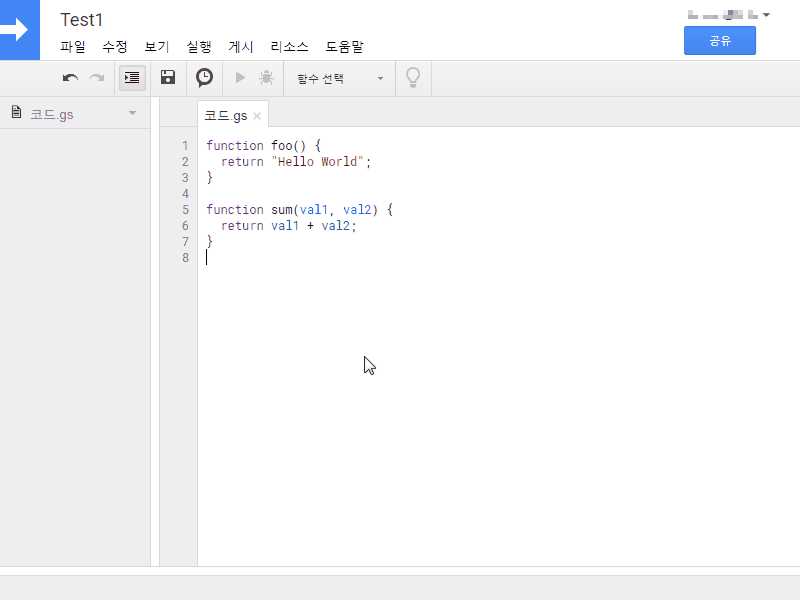 Test1
파일 수정 보기 실행 게시 리소스 도움말
공유
함수 선택
코드.gs
코드.gs
1 function foo() {
2   return "Hello World";
3 }
4
5 function sum(val1, val2) {
6   return val1 + val2;
7 }
8